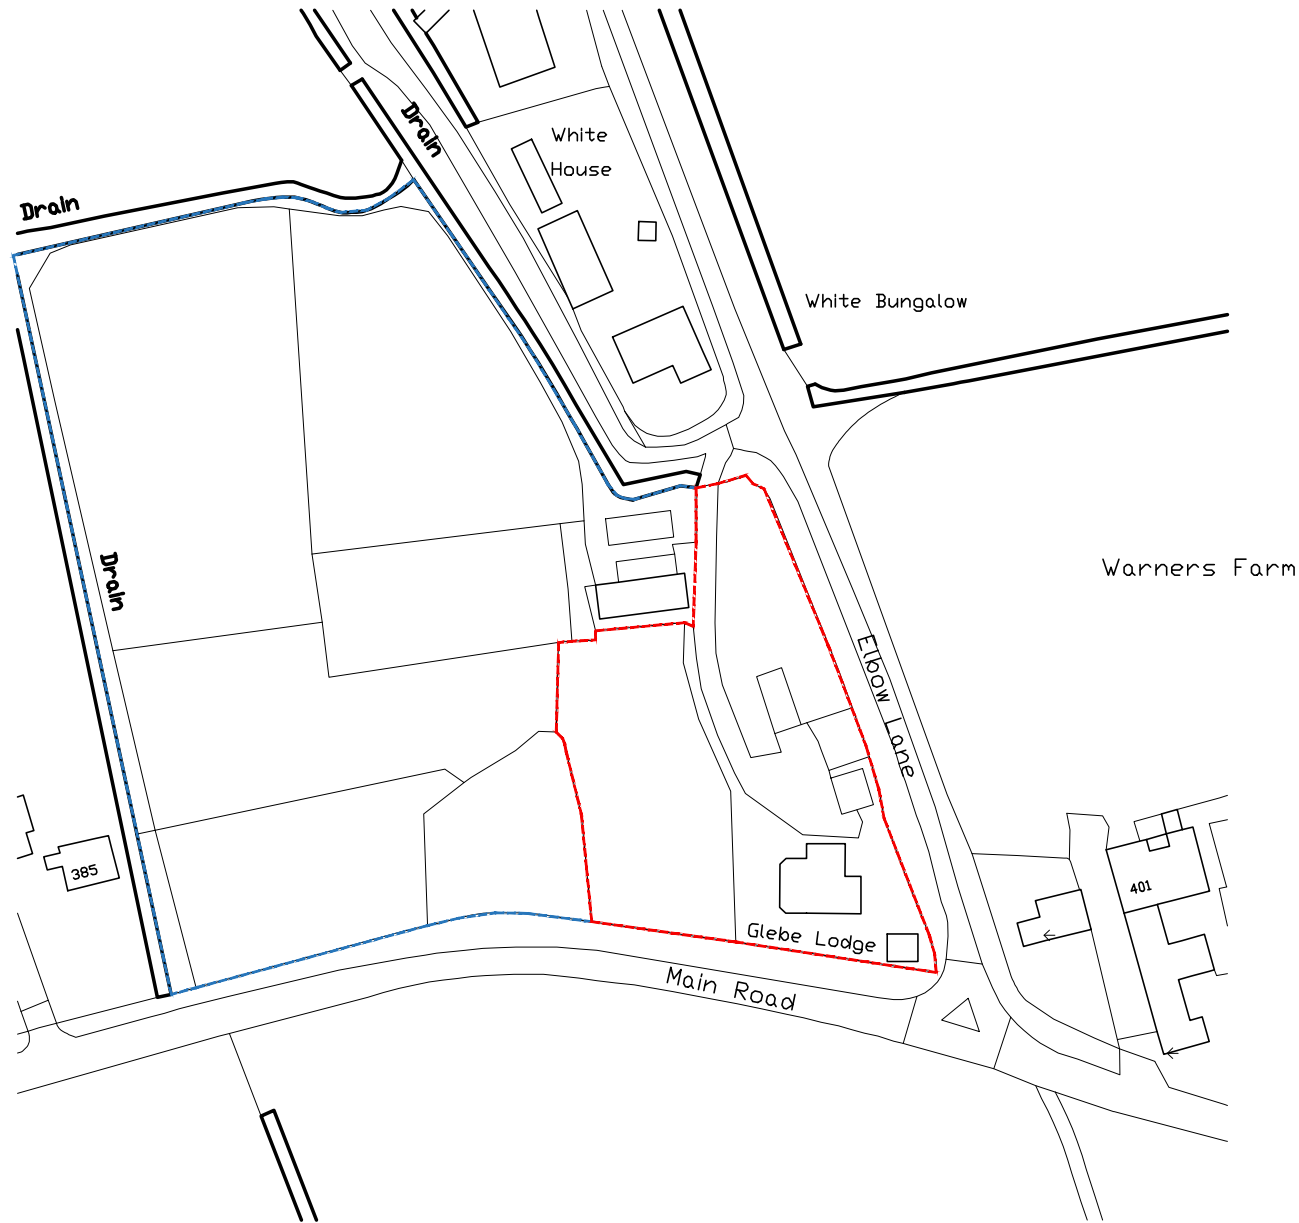 Drain
White
House
Drain
White Bungalow
Drain
Warners Farm
Elbow Lane
385
401
Glebe Lodge
Main Road